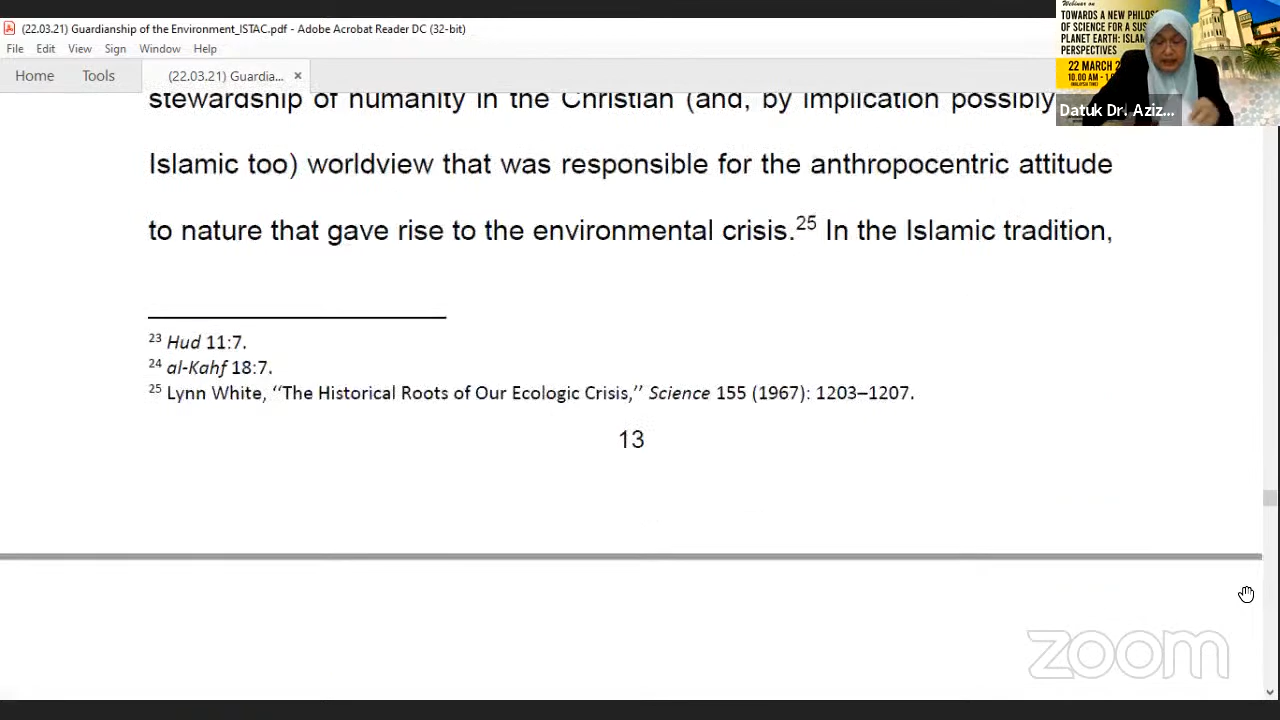 (22.03.21) Guardianship of the Environment_ISTAC.pdf - Adobe Acrobat Reader DC (32-bit)
File Edit View Sign Window Help
Home Tools (22.03.21) Guardia... ×
Webinar on
TOWARDS A NEW PHILOS
OF SCIENCE FOR A SUS
PLANET EARTH: ISLAM
PERSPECTIVES
22 MARCH 2
10.00 AM - 1
Datuk Dr. Aziz...
stewardship of humanity in the Christian (and, by implication possibly
Islamic too) worldview that was responsible for the anthropocentric attitude
to nature that gave rise to the environmental crisis.25 In the Islamic tradition,
23 Hud 11:7.
24 al-Kahf 18:7.
25 Lynn White, “The Historical Roots of Our Ecologic Crisis,” Science 155 (1967): 1203–1207.
13
zoom